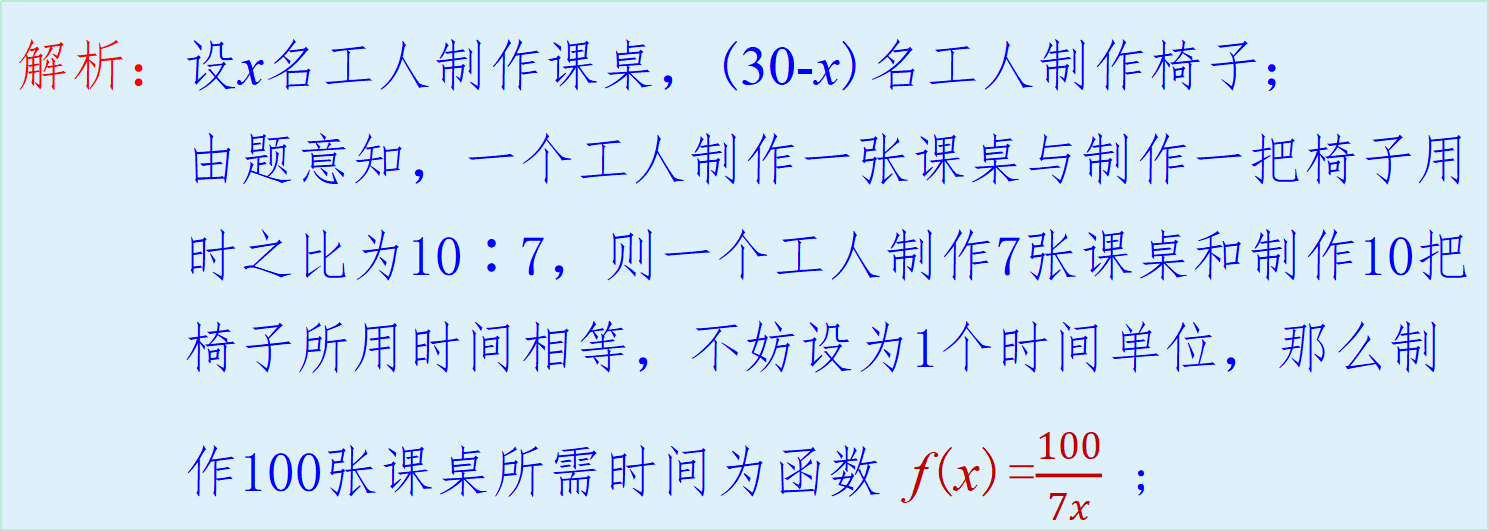 解析：设x名工人制作课桌，(30-x)名工人制作椅子；
由题意知，一个工人制作一张课桌与制作一把椅子用
时之比为10∶7，则一个工人制作7张课桌和制作10把
椅子所用时间相等，不妨设为1个时间单位，那么制
作100张课桌所需时间为函数 f(x)=100/7x ；